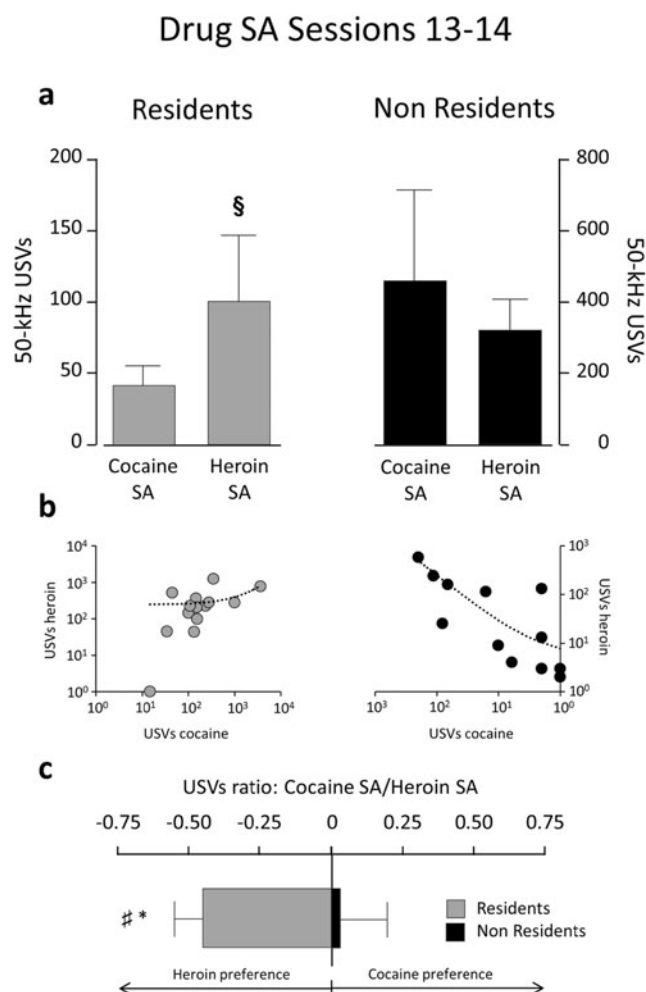 Drug SA Sessions 13-14
a
Residents
Non Residents
200
150
100
50
0
50-kHz USVs
§
800
600
400
200
0
50-kHz USVs
Cocaine SA
Heroin SA
Cocaine SA
Heroin SA
b
10⁴
10³
10²
10¹
10⁰
USVs heroin
10⁰ 10¹ 10² 10³ 10⁴
USVs cocaine
10³
10²
10¹
10⁰
USVs heroin
10³ 10² 10¹ 10⁰
USVs cocaine
c
USVs ratio: Cocaine SA/Heroin SA
-0.75 -0.50 -0.25 0 0.25 0.50 0.75
♯ *
Residents
Non Residents
Heroin preference
Cocaine preference